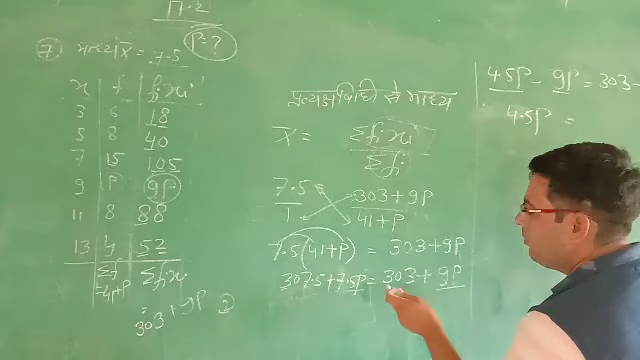 प्र. 2
⑦ मध्य x̄ = 7.5 P = ?
x f fixi
3 6 18
5 8 40
7 15 105
9 P 9P
11 8 88
13 4 52
Σf = 41+P Σfixi
= 303 + 9P
प्रत्यक्ष विधी से माध्य
x̄ = Σfixi / Σfi
7.5 / 1 303+9P / 41+P
7.5(41+P) = 303+9P
307.5+7.5P = 303+9P
4.5P - 9P = 303-
4.5P =